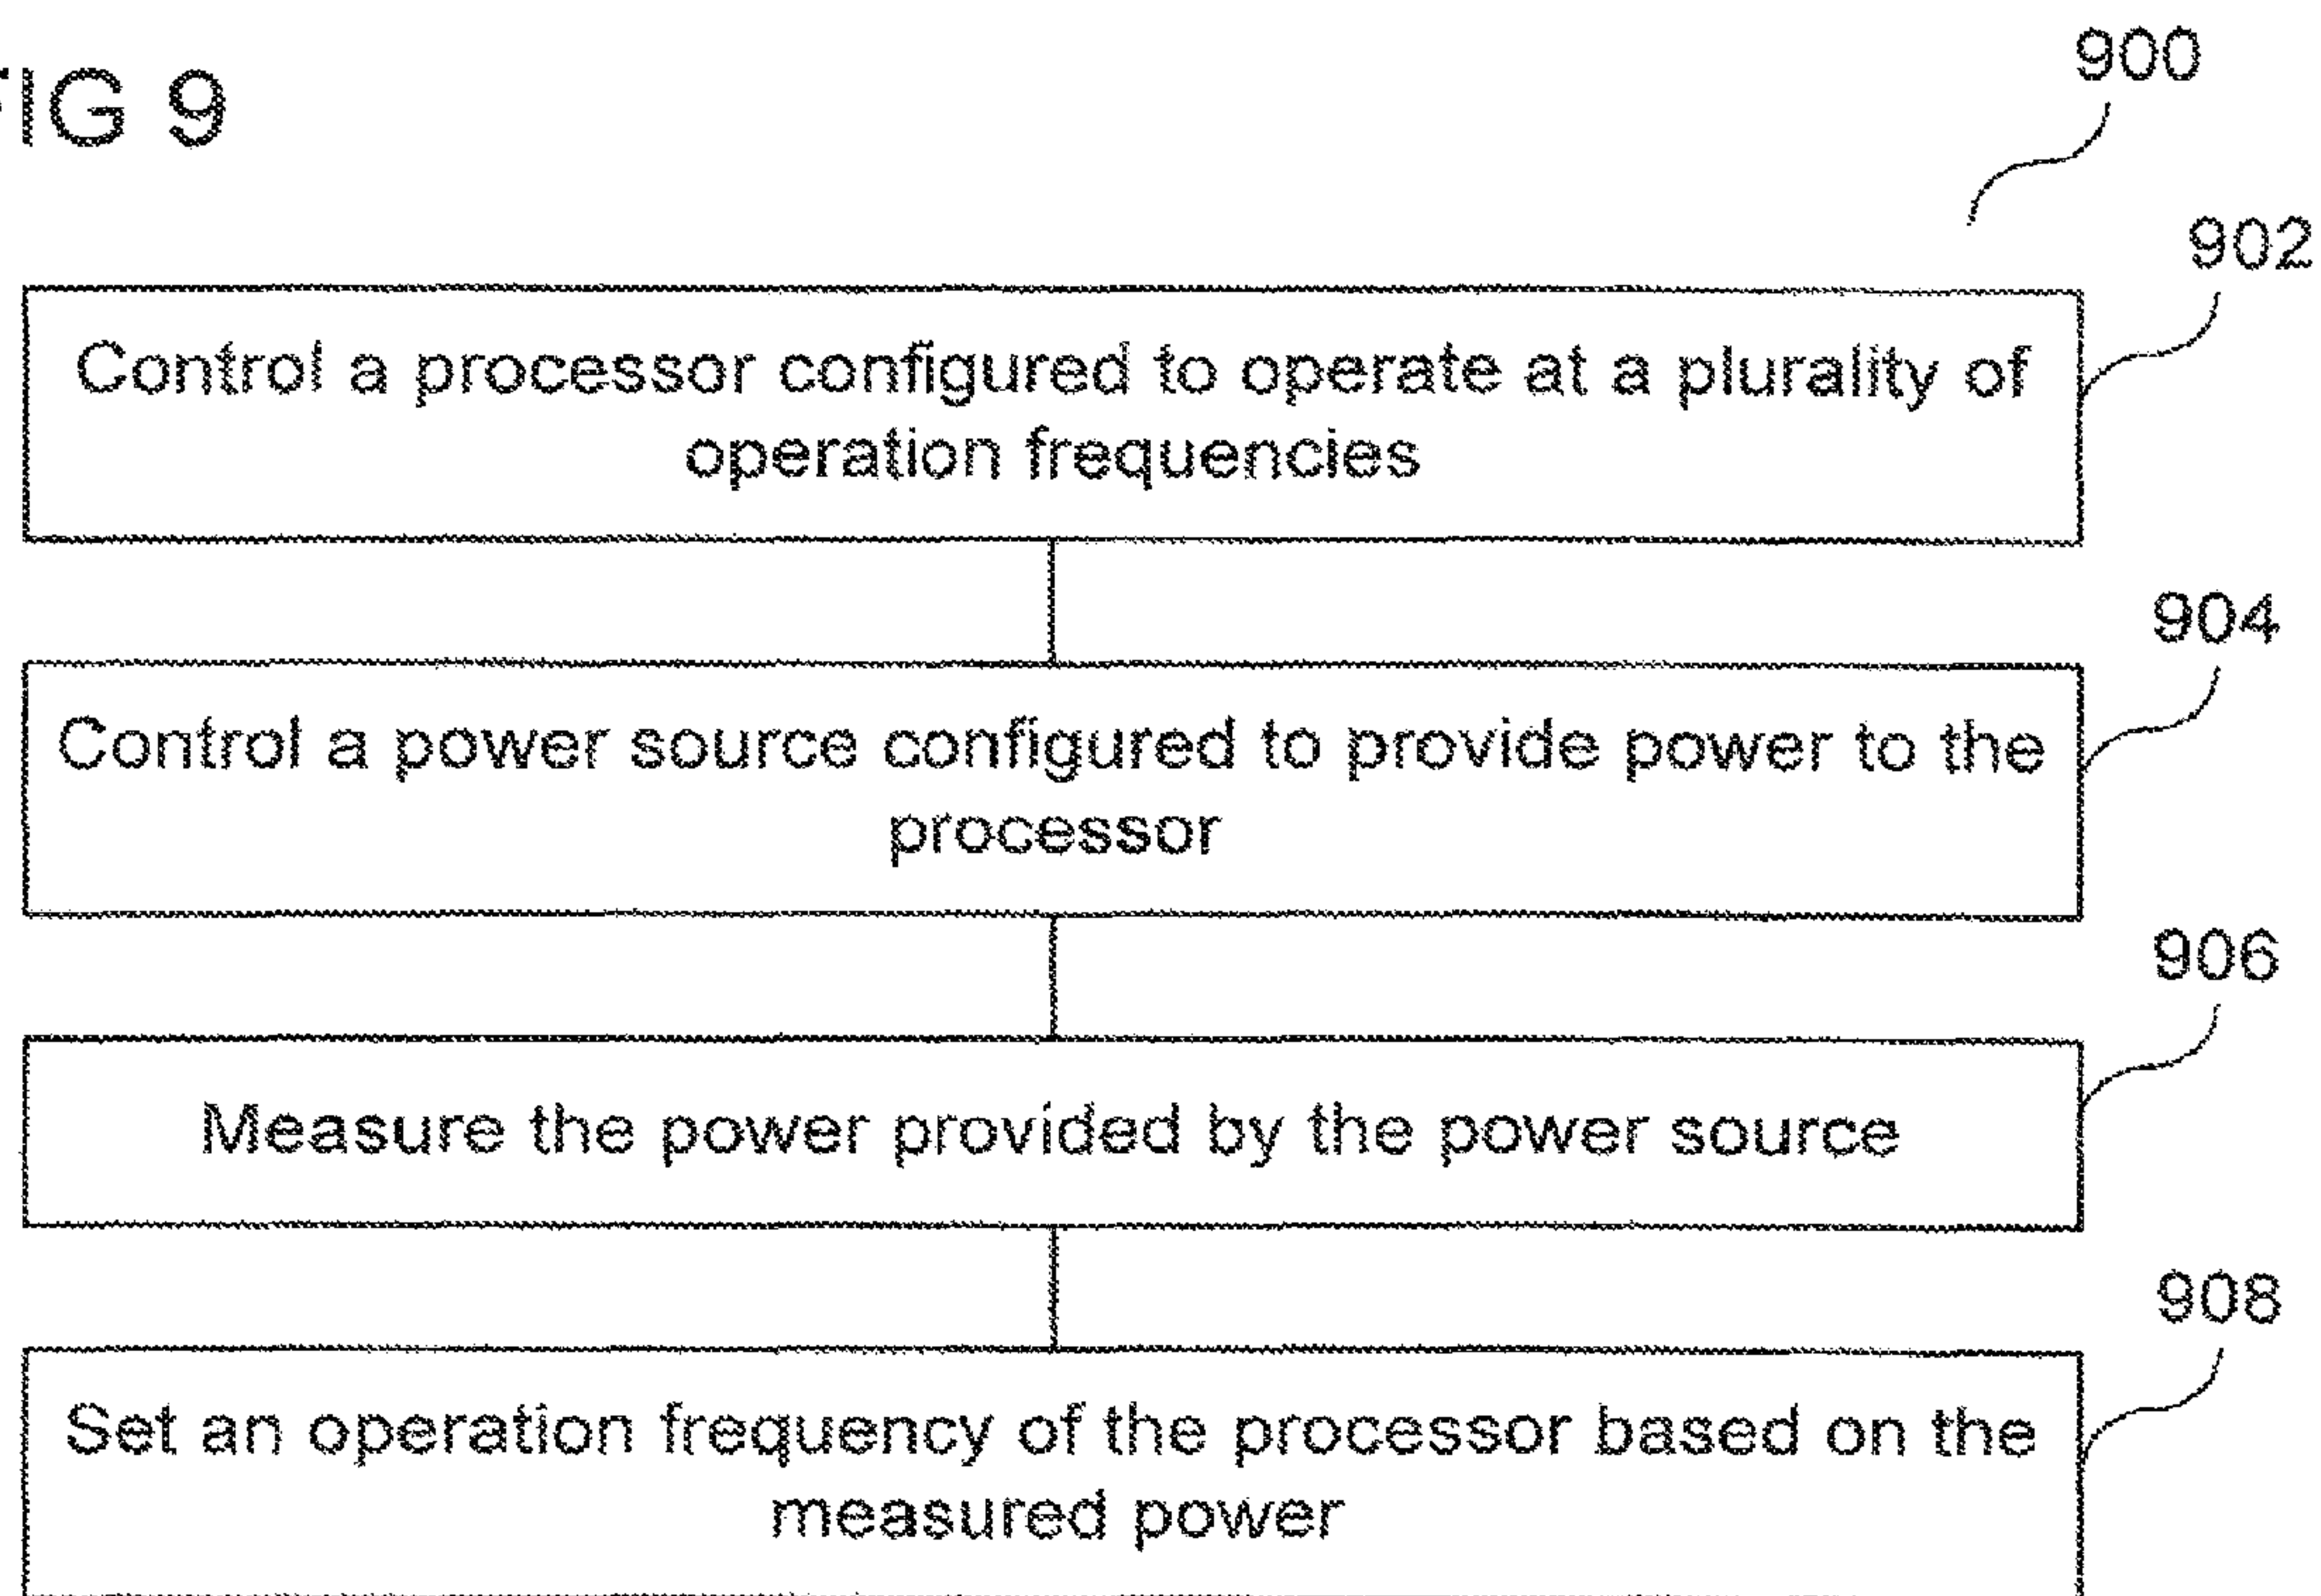 FIG 9
900
902
Control a processor configured to operate at a plurality of
operation frequencies
904
Control a power source configured to provide power to the
processor
906
Measure the power provided by the power source
908
Set an operation frequency of the processor based on the
measured power